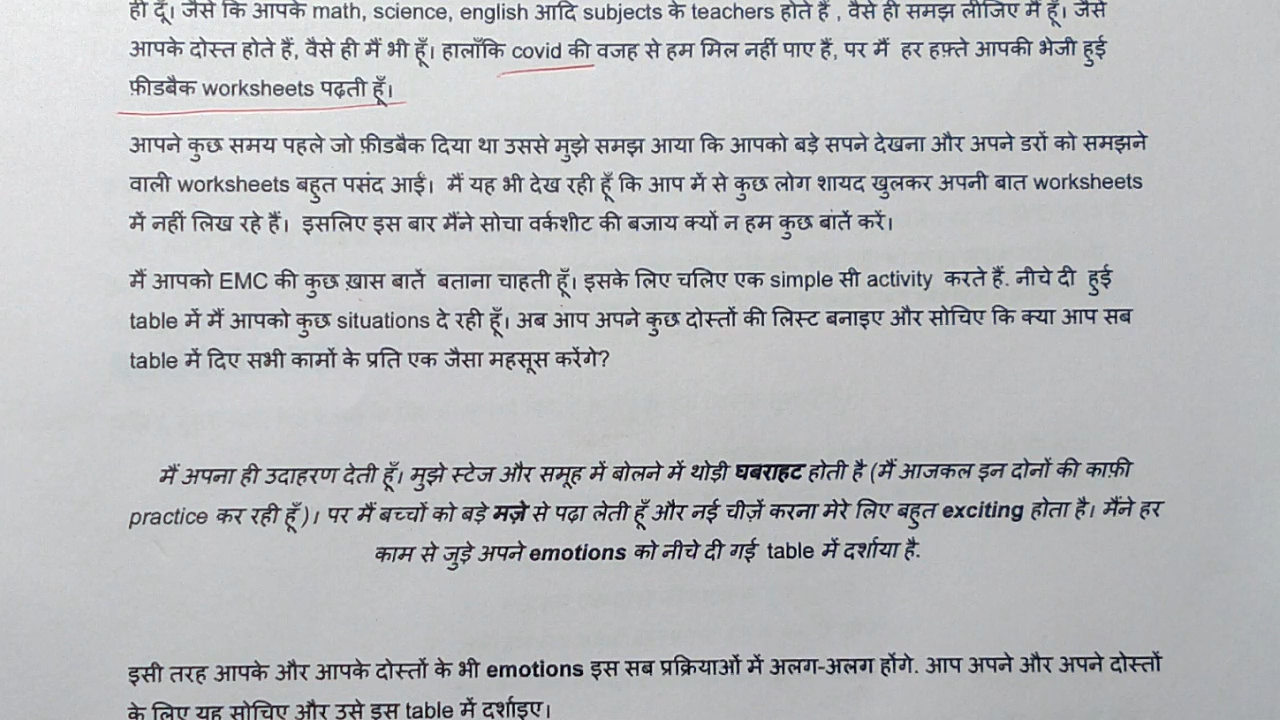 ही दूँ। जैसे कि आपके math, science, english आदि subjects के teachers होते हैं , वैसे ही समझ लीजिए मैं हूँ। जैसे
आपके दोस्त होते हैं, वैसे ही मैं भी हूँ। हालाँकि covid की वजह से हम मिल नहीं पाए हैं, पर मैं हर हफ़्ते आपकी भेजी हुई
फ़ीडबैक worksheets पढ़ती हूँ।
आपने कुछ समय पहले जो फ़ीडबैक दिया था उससे मुझे समझ आया कि आपको बड़े सपने देखना और अपने डरों को समझने
वाली worksheets बहुत पसंद आईं। मैं यह भी देख रही हूँ कि आप में से कुछ लोग शायद खुलकर अपनी बात worksheets
में नहीं लिख रहे हैं। इसलिए इस बार मैंने सोचा वर्कशीट की बजाय क्यों न हम कुछ बांतें करें।
मैं आपको EMC की कुछ ख़ास बातें बताना चाहती हूँ। इसके लिए चलिए एक simple सी activity करते हैं. नीचे दी हुई
table में मैं आपको कुछ situations दे रही हूँ। अब आप अपने कुछ दोस्तों की लिस्ट बनाइए और सोचिए कि क्या आप सब
table में दिए सभी कामों के प्रति एक जैसा महसूस करेंगे?
मैं अपना ही उदाहरण देती हूँ। मुझे स्टेज और समूह में बोलने में थोड़ी घबराहट होती है (मैं आजकल इन दोनों की काफ़ी
practice कर रही हूँ)। पर मैं बच्चों को बड़े मज़े से पढ़ा लेती हूँ और नई चीज़ें करना मेरे लिए बहुत exciting होता है। मैंने हर
काम से जुड़े अपने emotions को नीचे दी गई table में दर्शाया है.
इसी तरह आपके और आपके दोस्तों के भी emotions इस सब प्रक्रियाओं में अलग-अलग होंगे. आप अपने और अपने दोस्तों
के लिए यह सोचिए और उसे इस table में दर्शाइए।